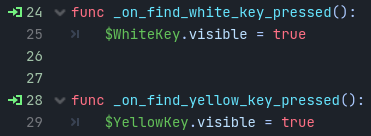 24 func _on_find_white_key_pressed():
25 $WhiteKey.visible = true
26
27
28 func _on_find_yellow_key_pressed():
29 $YellowKey.visible = true